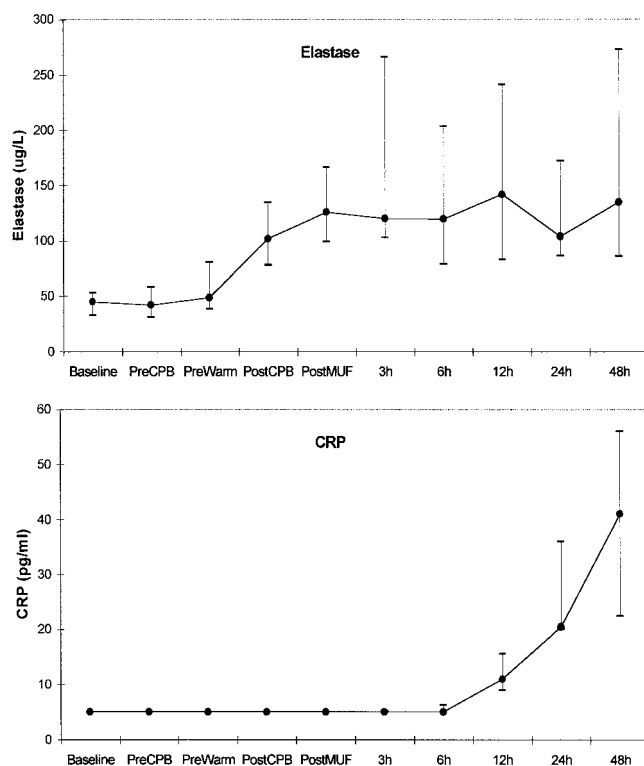 Elastase
Elastase (ug/L)
300
250
200
150
100
50
0
Baseline PreCPB PreWarm PostCPB PostMUF 3h 6h 12h 24h 48h
CRP
CRP (pg/ml)
60
50
40
30
20
10
0
Baseline PreCPB PreWarm PostCPB PostMUF 3h 6h 12h 24h 48h